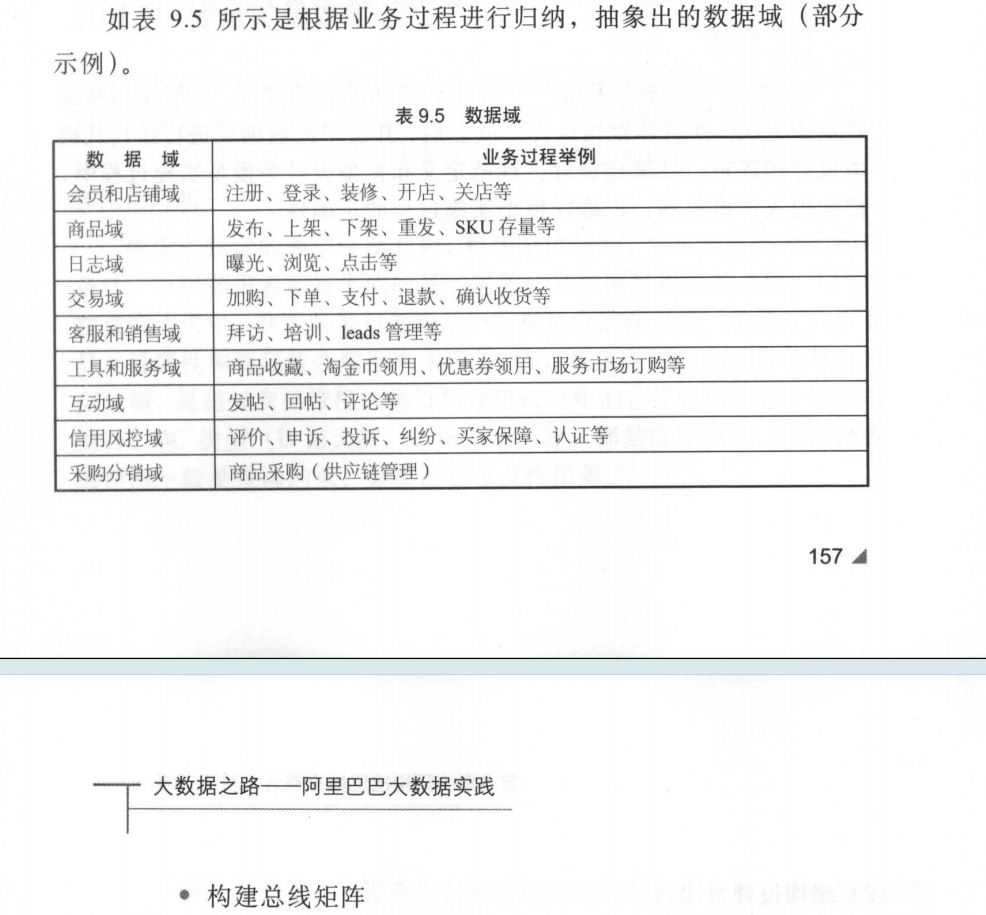 如表 9.5 所示是根据业务过程进行归纳，抽象出的数据域（部分
示例）。
表 9.5 数据域
数 据 域 业务过程举例
会员和店铺域 注册、登录、装修、开店、关店等
商品域 发布、上架、下架、重发、SKU 存量等
日志域 曝光、浏览、点击等
交易域 加购、下单、支付、退款、确认收货等
客服和销售域 拜访、培训、leads 管理等
工具和服务域 商品收藏、淘金币领用、优惠券领用、服务市场订购等
互动域 发帖、回帖、评论等
信用风控域 评价、申诉、投诉、纠纷、买家保障、认证等
采购分销域 商品采购（供应链管理）
157
大数据之路——阿里巴巴大数据实践
• 构建总线矩阵